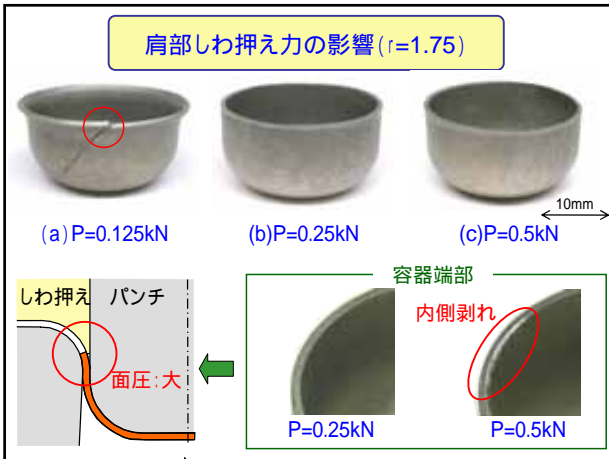 肩部しわ押え力の影響(r=1.75)
10mm
(a)P=0.125kN
(b)P=0.25kN
(c)P=0.5kN
しわ押え
パンチ
面圧:大
容器端部
内側剥れ
P=0.25kN
P=0.5kN